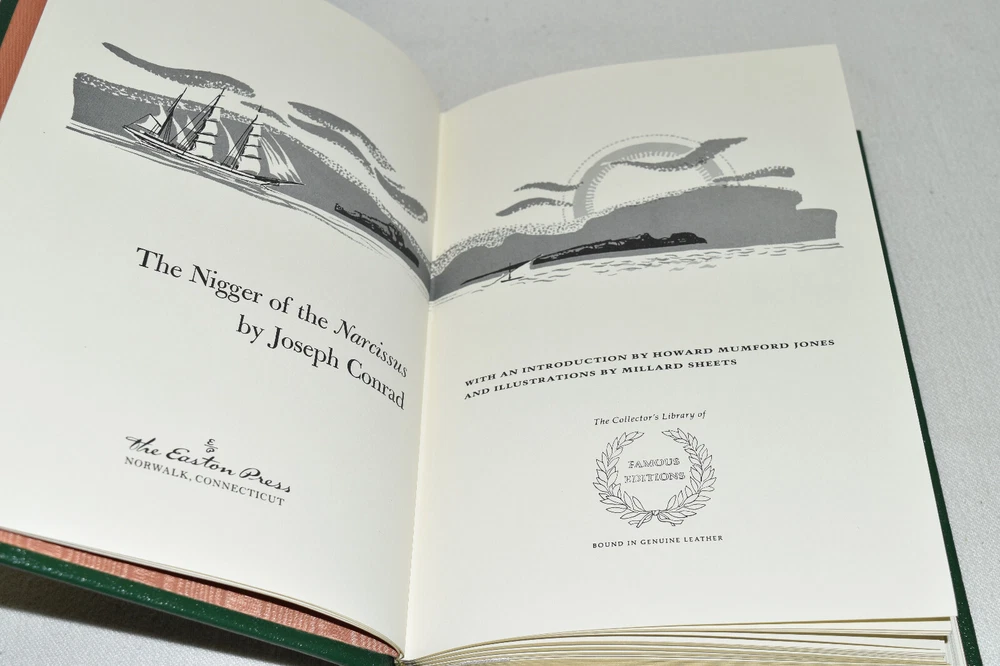 The Nigger of the Narcissus
by Joseph Conrad
the Easton Press
NORWALK, CONNECTICUT
WITH AN INTRODUCTION BY HOWARD MUMFORD JONES
AND ILLUSTRATIONS BY MILLARD SHEETS
The Collector's Library of
FAMOUS
EDITIONS
BOUND IN GENUINE LEATHER